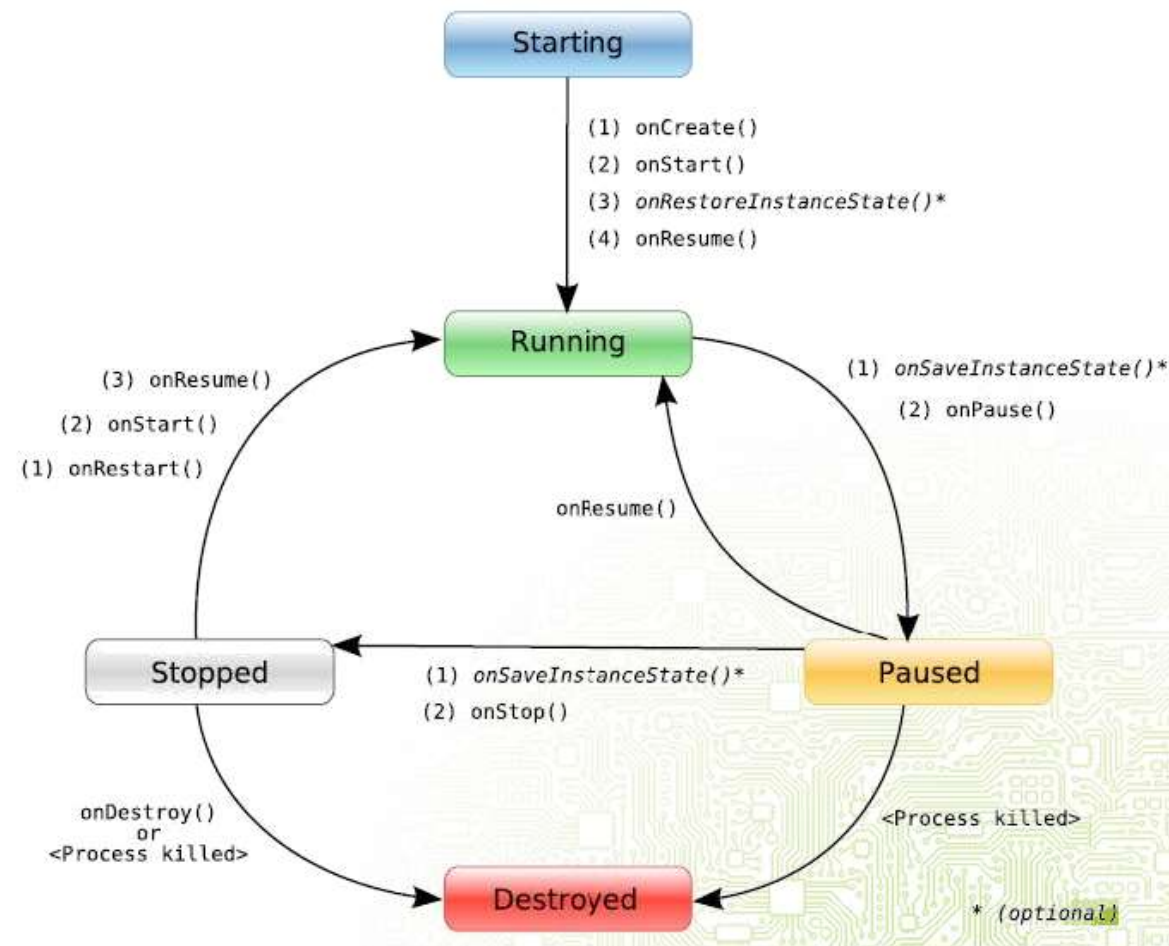 Starting
(1) onCreate()
(2) onStart()
(3) onRestoreInstanceState()*
(4) onResume()
Running
(3) onResume()
(2) onStart()
(1) onRestart()
(1) onSaveInstanceState()*
(2) onPause()
onResume()
Stopped
(1) onSaveInstanceState()*
(2) onStop()
Paused
onDestroy()
or
<Process killed>
<Process killed>
Destroyed
* (optional)